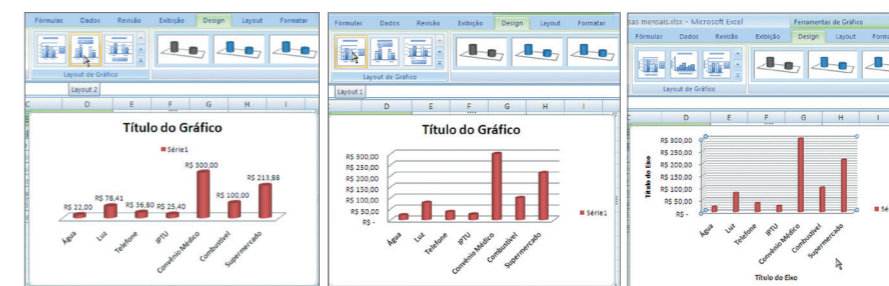 Fórmulas Dados Revisão Exibição Design Layout Formatar
Layout de Gráfico
Layout 2
C D E F G H I
Título do Gráfico
Série1
R$ 22,00 R$ 78,41 R$ 36,80 R$ 25,40 R$ 300,00 R$ 100,00 R$ 213,88
Água Luz Telefone IPTU Convênio Médico Combustível Supermercado
Fórmulas Dados Revisão Exibição Design Layout Formatar
Layout de Gráfico
Layout 1
D E F G H I
Título do Gráfico
R$ 300,00
R$ 250,00
R$ 200,00
R$ 150,00
R$ 100,00
R$ 50,00
R$ -
Série1
Água Luz Telefone IPTU Convênio Médico Combustível Supermercado
sas mensais.xlsx - Microsoft Excel Ferramentas de Gráfico
Fórmulas Dados Revisão Exibição Design Layout Forma
Layout de Gráfico
D E F G H I
Título do Eixo
R$ 300,00
R$ 250,00
R$ 200,00
R$ 150,00
R$ 100,00
R$ 50,00
R$ -
Sé
Água Luz Telefone IPTU Convênio Médico Combustível Supermercado
Título do Eixo